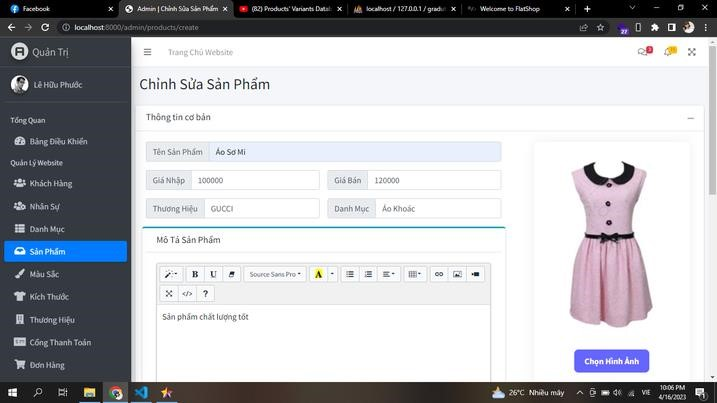 Facebook
Admin | Chỉnh Sửa Sản Phẩm
(82) Products' Variants Datab
localhost / 127.0.0.1 / gradut
Welcome to FlatShop
localhost:8000/admin/products/create
27
Quản Trị
Trang Chủ Website
3
15
Lê Hữu Phước
Chỉnh Sửa Sản Phẩm
Tổng Quan
Bảng Điều Khiển
Quản Lý Website
Khách Hàng
Nhân Sự
Danh Mục
Sản Phẩm
Màu Sắc
Kích Thước
Thương Hiệu
Cổng Thanh Toán
Đơn Hàng
Thông tin cơ bản
Tên Sản Phẩm
Áo Sơ Mi
Giá Nhập
100000
Giá Bán
120000
Thương Hiệu
GUCCI
Danh Mục
Áo Khoác
Mô Tả Sản Phẩm
B
U
Source Sans Pro
A
</>
?
Sản phẩm chất lượng tốt
Chọn Hình Ảnh
26°C Nhiều mây
VIE
10:06 PM
4/16/2023